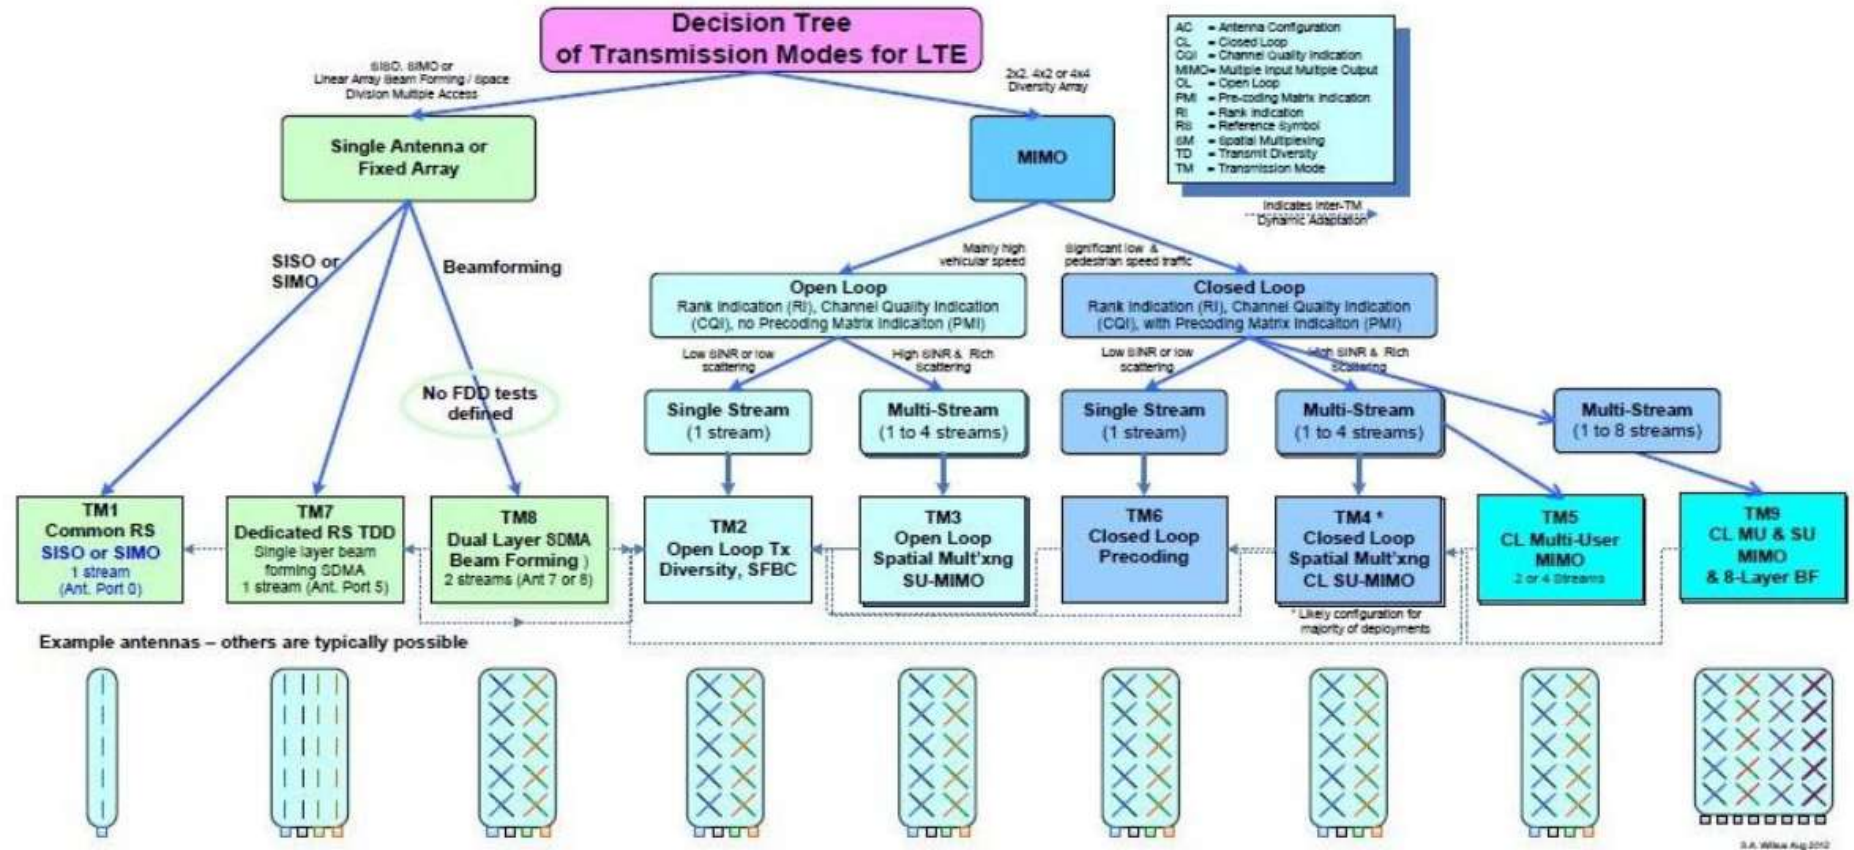 Decision Tree
of Transmission Modes for LTE
SISO, SIMO or
Linear Array Beam Forming / Space
Division Multiple Access
2x2, 4x2 or 4x4
Diversity Array
AC = Antenna Configuration
CL = Closed Loop
CQI = Channel Quality Indication
MIMO= Multiple Input Multiple Output
OL = Open Loop
PMI = Pre-coding Matrix Indication
RI = Rank Indication
RS = Reference Symbol
SM = Spatial Multiplexing
TD = Transmit Diversity
TM = Transmission Mode
Indicates Inter-TM
Dynamic Adaptation
Single Antenna or
Fixed Array
MIMO
SISO or
SIMO
Beamforming
Mainly high
vehicular speed
Significant low &
pedestrian speed traffic
Open Loop
Rank Indication (RI), Channel Quality Indication
(CQI), no Precoding Matrix Indicaiton (PMI)
Closed Loop
Rank Indication (RI), Channel Quality Indication
(CQI), with Precoding Matrix Indicaiton (PMI)
Low SINR or low
scattering
High SINR & Rich
Scattering
Low SINR or low
scattering
High SINR & Rich
Scattering
No FDD tests
defined
Single Stream
(1 stream)
Multi-Stream
(1 to 4 streams)
Single Stream
(1 stream)
Multi-Stream
(1 to 4 streams)
Multi-Stream
(1 to 8 streams)
TM1
Common RS
SISO or SIMO
1 stream
(Ant. Port 0)
TM7
Dedicated RS TDD
Single layer beam
forming SDMA
1 stream (Ant. Port 5)
TM8
Dual Layer SDMA
Beam Forming )
2 streams (Ant 7 or 8)
TM2
Open Loop Tx
Diversity, SFBC
TM3
Open Loop
Spatial Mult'xng
SU-MIMO
TM6
Closed Loop
Precoding
TM4 *
Closed Loop
Spatial Mult'xng
CL SU-MIMO
TM5
CL Multi-User
MIMO
2 or 4 Streams
TM9
CL MU & SU
MIMO
& 8-Layer BF
* Likely configuration for
majority of deployments
Example antennas – others are typically possible
Aug 2012